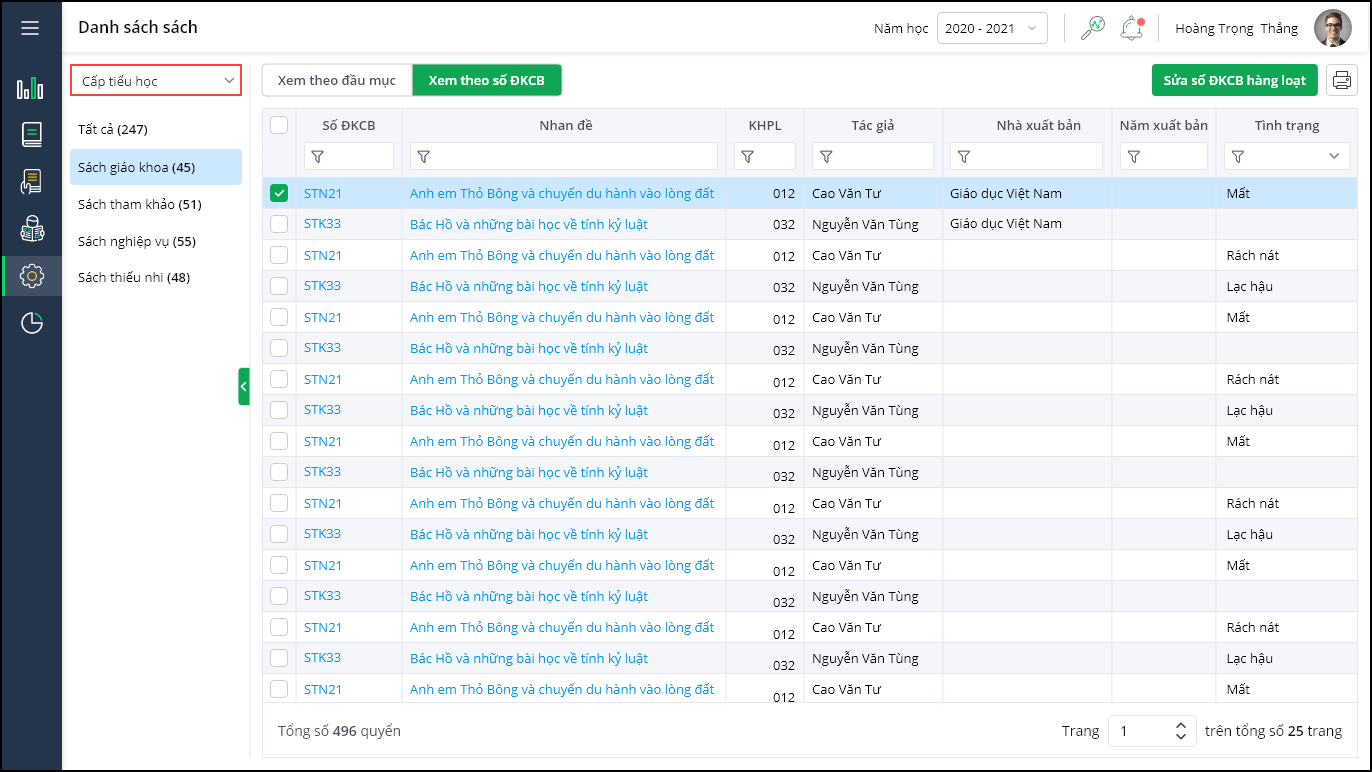 Danh sách sách
Năm học 2020 - 2021 Hoàng Trọng Thắng
Cấp tiểu học
Tất cả (247)
Sách giáo khoa (45)
Sách tham khảo (51)
Sách nghiệp vụ (55)
Sách thiếu nhi (48)
Xem theo đầu mục Xem theo số ĐKCB Sửa số ĐKCB hàng loạt
Số ĐKCB Nhan đề KHPL Tác giả Nhà xuất bản Năm xuất bản Tình trạng
STN21 Anh em Thỏ Bông và chuyến du hành vào lòng đất 012 Cao Văn Tư Giáo dục Việt Nam Mất
STK33 Bác Hồ và những bài học về tính kỷ luật 032 Nguyễn Văn Tùng Giáo dục Việt Nam
STN21 Anh em Thỏ Bông và chuyến du hành vào lòng đất 012 Cao Văn Tư Rách nát
STK33 Bác Hồ và những bài học về tính kỷ luật 032 Nguyễn Văn Tùng Lạc hậu
STN21 Anh em Thỏ Bông và chuyến du hành vào lòng đất 012 Cao Văn Tư Mất
STK33 Bác Hồ và những bài học về tính kỷ luật 032 Nguyễn Văn Tùng
STN21 Anh em Thỏ Bông và chuyến du hành vào lòng đất 012 Cao Văn Tư Rách nát
STK33 Bác Hồ và những bài học về tính kỷ luật 032 Nguyễn Văn Tùng Lạc hậu
STN21 Anh em Thỏ Bông và chuyến du hành vào lòng đất 012 Cao Văn Tư Mất
STK33 Bác Hồ và những bài học về tính kỷ luật 032 Nguyễn Văn Tùng
STN21 Anh em Thỏ Bông và chuyến du hành vào lòng đất 012 Cao Văn Tư Rách nát
STK33 Bác Hồ và những bài học về tính kỷ luật 032 Nguyễn Văn Tùng Lạc hậu
STN21 Anh em Thỏ Bông và chuyến du hành vào lòng đất 012 Cao Văn Tư Mất
STK33 Bác Hồ và những bài học về tính kỷ luật 032 Nguyễn Văn Tùng
STN21 Anh em Thỏ Bông và chuyến du hành vào lòng đất 012 Cao Văn Tư Rách nát
STK33 Bác Hồ và những bài học về tính kỷ luật 032 Nguyễn Văn Tùng Lạc hậu
STN21 Anh em Thỏ Bông và chuyến du hành vào lòng đất 012 Cao Văn Tư Mất
Tổng số 496 quyển Trang 1 trên tổng số 25 trang